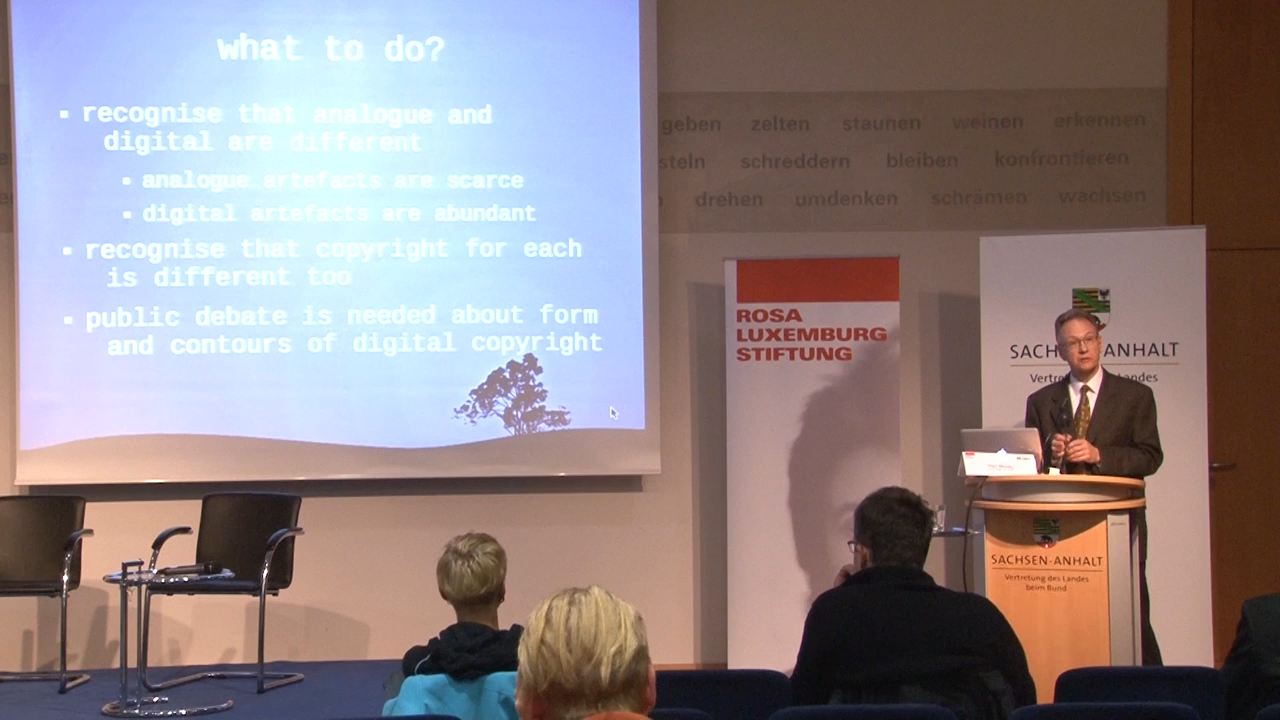 what to do?
recognise that analogue and
digital are different
analogue artefacts are scarce
digital artefacts are abundant
recognise that copyright for each
is different too
public debate is needed about form
and contours of digital copyright
geben zelten staunen weinen erkennen
steln schreddern bleiben konfrontieren
drehen umdenken schrämen wachsen
ROSA
LUXEMBURG
STIFTUNG
SACH ANHALT
Vertre Landes
SACHSEN-ANHALT
Vertretung des Landes
beim Bund